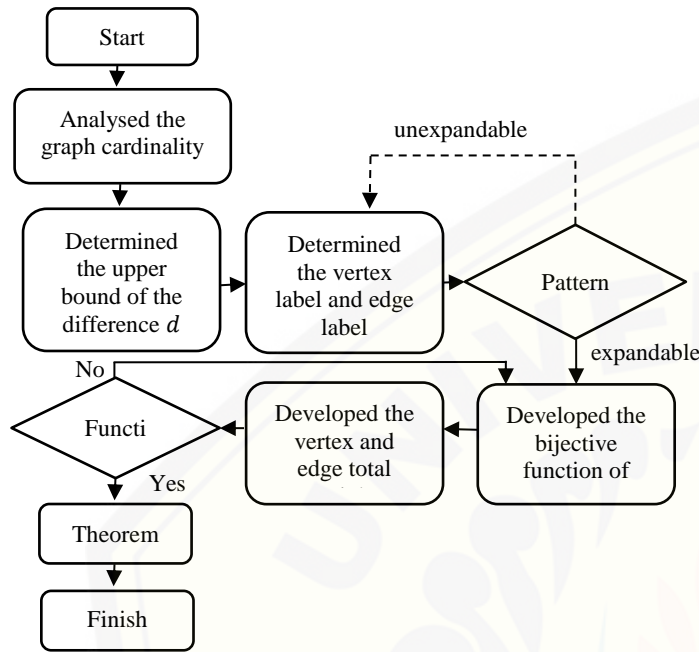 Start
Analysed the
graph cardinality
unexpandable
Determined
the upper
bound of the
difference d
Determined
the vertex
label and edge
label
Pattern
expandable
No
Functi
Developed the
vertex and
edge total
Developed the
bijective
function of
Yes
Theorem
Finish
UNIVE